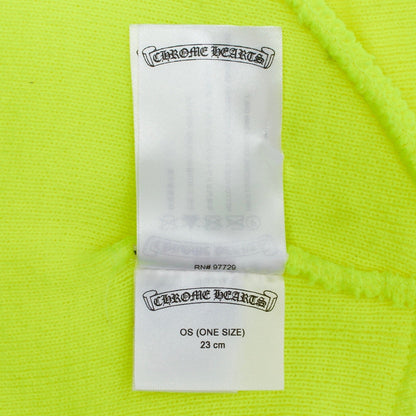 CHROME HEARTS
RN# 97729
CHROME HEARTS
OS (ONE SIZE)
23 cm